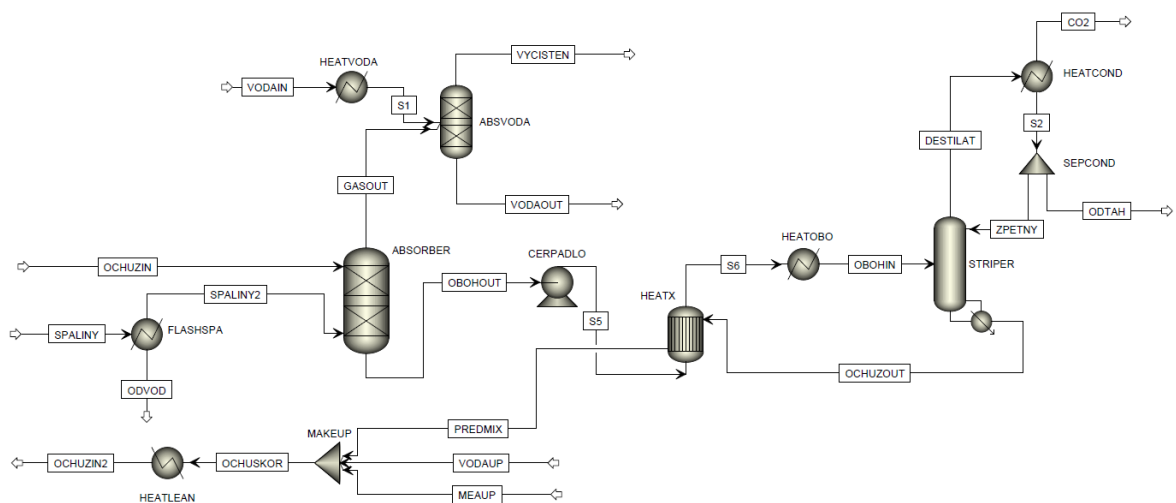 CO2
VYCISTEN
HEATVODA
HEATCOND
VODAIN
S1
ABSVODA
S2
DESTILAT
SEPCOND
GASOUT
VODAOUT
ODTAH
ZPETNY
HEATOBO
ABSORBER
CERPADLO
S6
OBOHIN
STRIPER
OCHUZIN
HEATX
OBOHOUT
SPALINY2
S5
SPALINY
FLASHSPA
OCHUZOUT
ODVOD
MAKEUP
PREDMIX
OCHUZIN2
OCHUSKOR
VODAUP
HEATLEAN
MEAUP